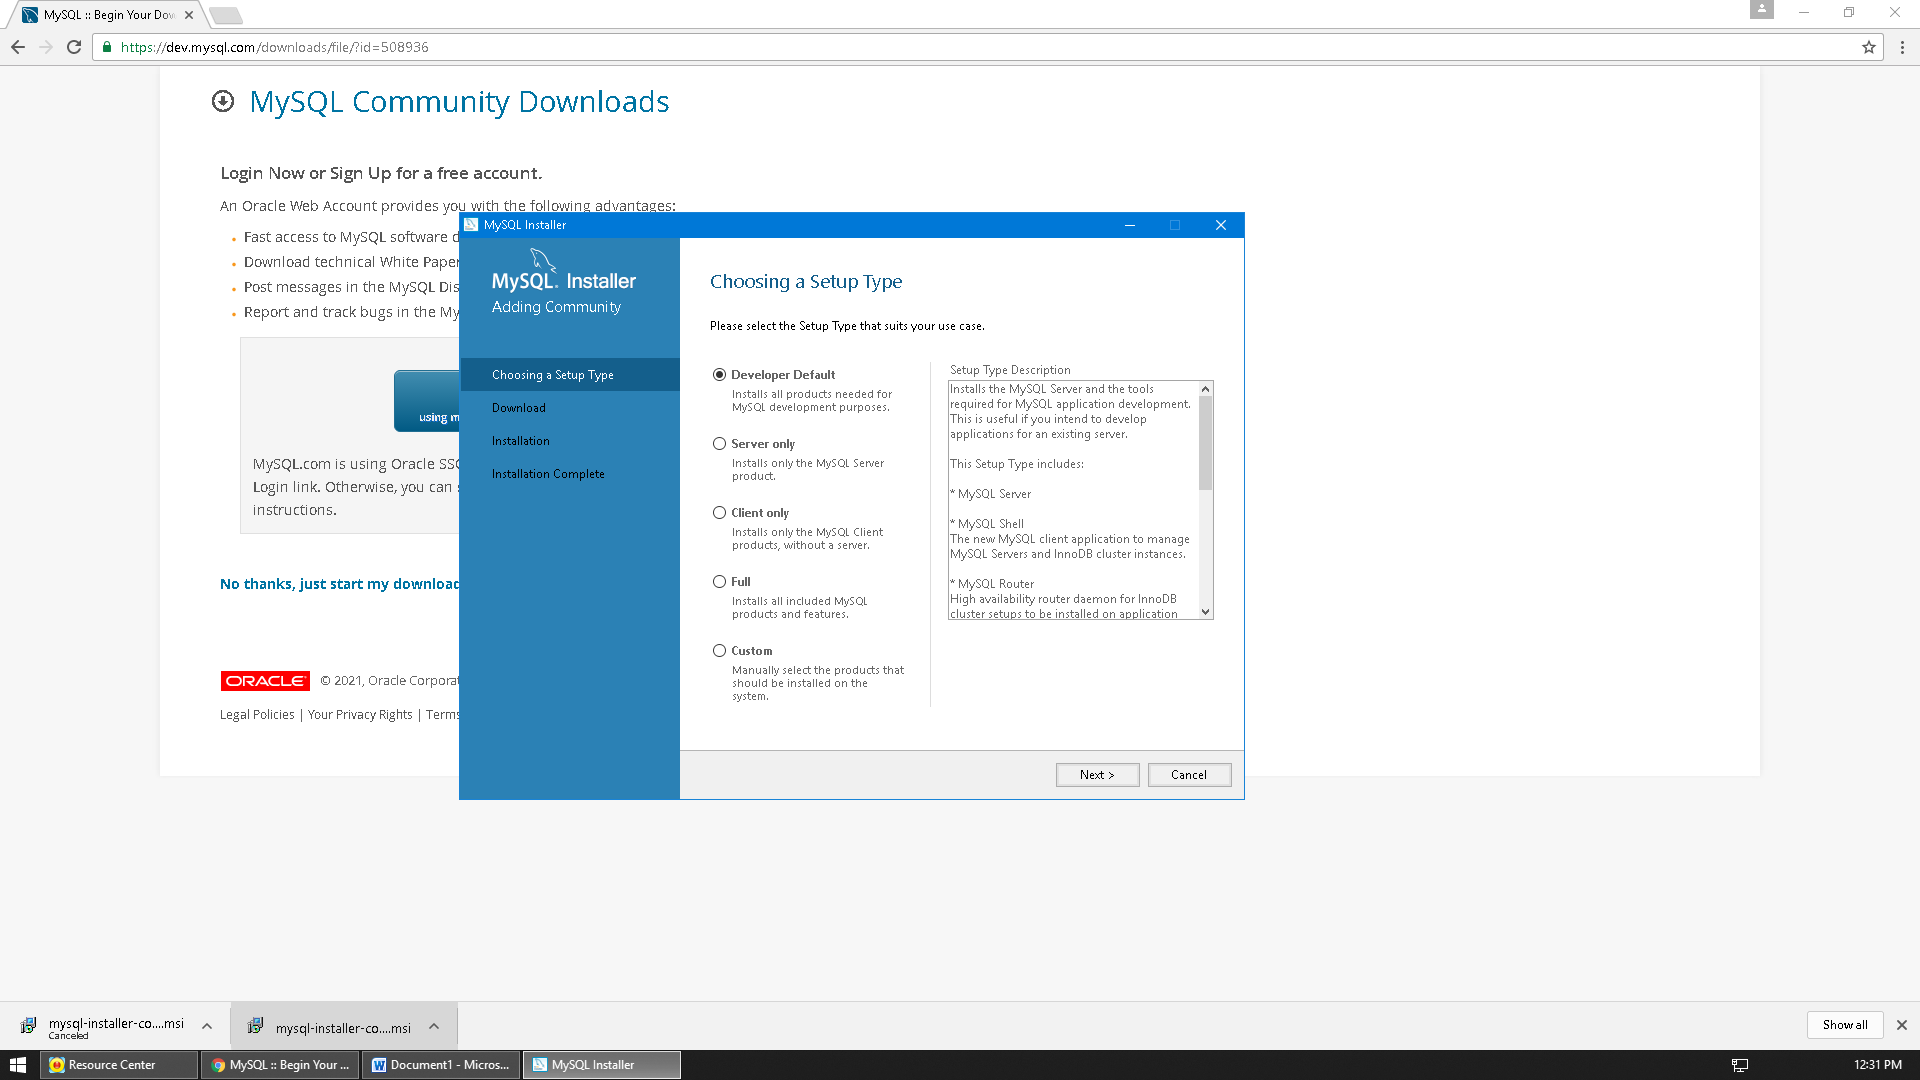 MySQL :: Begin Your Dow
https://dev.mysql.com/downloads/file/?id=508936
MySQL Community Downloads
Login Now or Sign Up for a free account.
An Oracle Web Account provides you with the following advantages:
Fast access to MySQL software d
Download technical White Paper
Post messages in the MySQL Dis
Report and track bugs in the My
using m
MySQL.com is using Oracle SSO
Login link. Otherwise, you can s
instructions.
No thanks, just start my download
ORACLE © 2021, Oracle Corporat
Legal Policies | Your Privacy Rights | Terms
MySQL Installer
MySQL. Installer
Adding Community
Choosing a Setup Type
Download
Installation
Installation Complete
Choosing a Setup Type
Please select the Setup Type that suits your use case.
Developer Default
Installs all products needed for
MySQL development purposes.
Server only
Installs only the MySQL Server
product.
Client only
Installs only the MySQL Client
products, without a server.
Full
Installs all included MySQL
products and features.
Custom
Manually select the products that
should be installed on the
system.
Setup Type Description
Installs the MySQL Server and the tools
required for MySQL application development.
This is useful if you intend to develop
applications for an existing server.
This Setup Type includes:
* MySQL Server
* MySQL Shell
The new MySQL client application to manage
MySQL Servers and InnoDB cluster instances.
* MySQL Router
High availability router daemon for InnoDB
cluster setups to be installed on application
Next >
Cancel
mysql-installer-co....msi
Canceled
mysql-installer-co....msi
Show all
Resource Center
MySQL :: Begin Your ...
Document1 - Micros...
MySQL Installer
12:31 PM